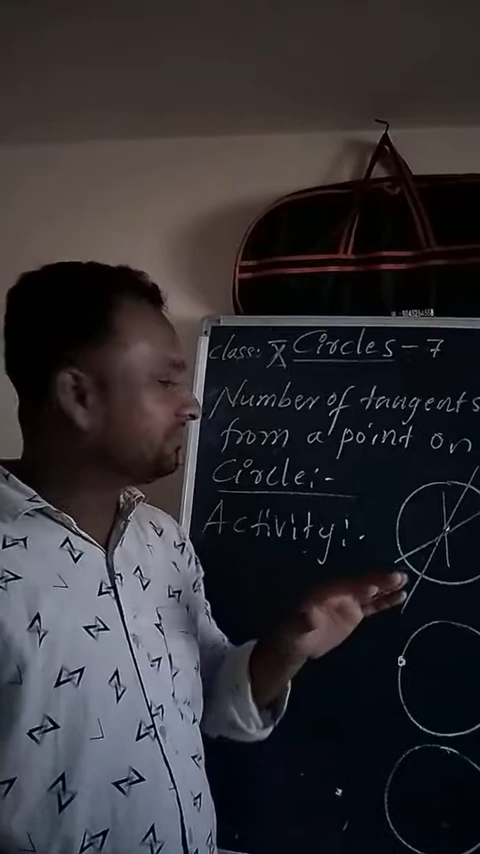 class: X Circles - 7
Number of tangents
from a point on
Circle:-
Activity:-